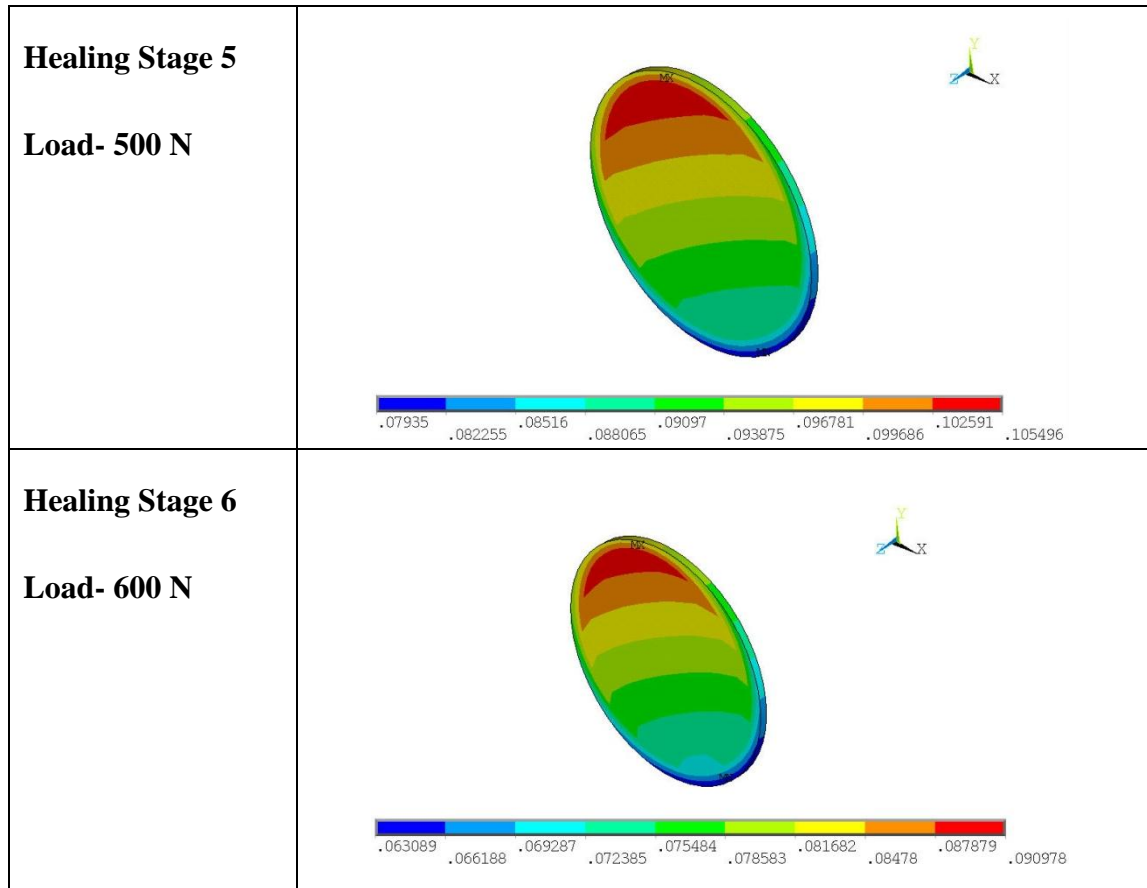 Healing Stage 5
Load- 500 N
MX
Y
Z X
MN
.07935 .08516 .09097 .096781 .102591
.082255 .088065 .093875 .099686 .105496
Healing Stage 6
Load- 600 N
MX
Y
Z X
MN
.063089 .069287 .075484 .081682 .087879
.066188 .072385 .078583 .08478 .090978